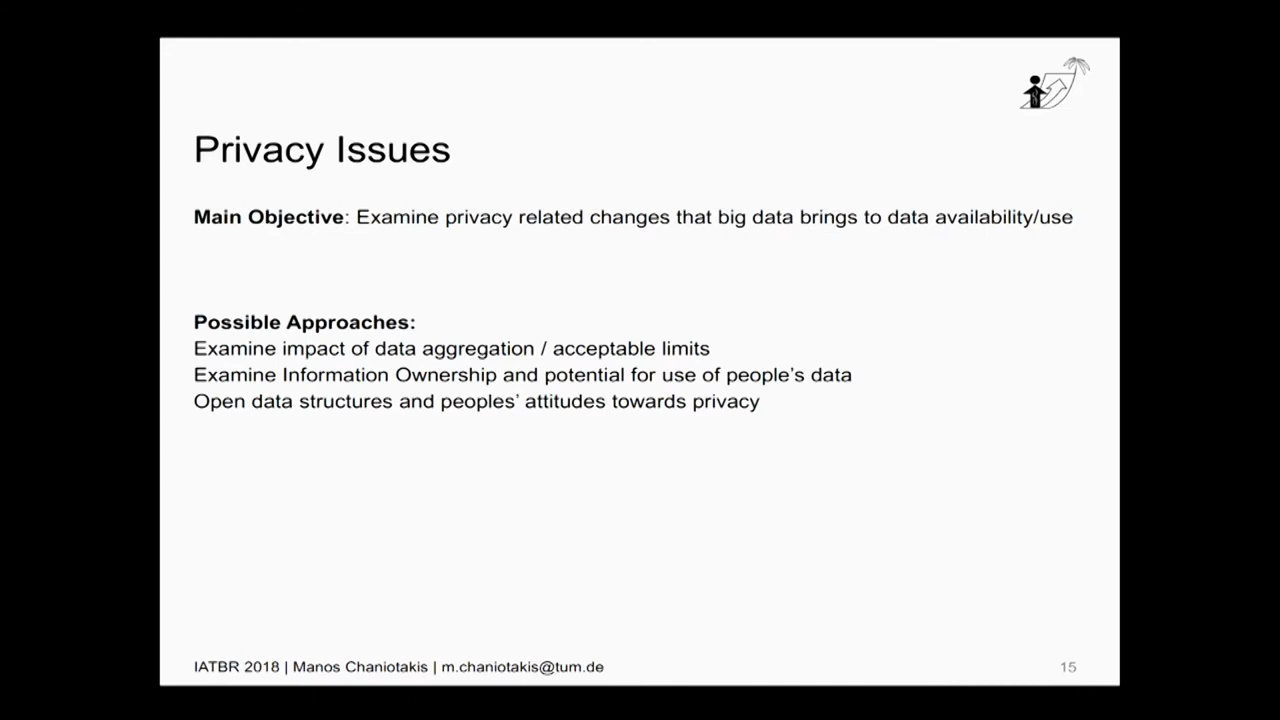 Privacy Issues
Main Objective: Examine privacy related changes that big data brings to data availability/use
Possible Approaches:
Examine impact of data aggregation / acceptable limits
Examine Information Ownership and potential for use of people’s data
Open data structures and peoples’ attitudes towards privacy
IATBR 2018 | Manos Chaniotakis | m.chaniotakis@tum.de
15